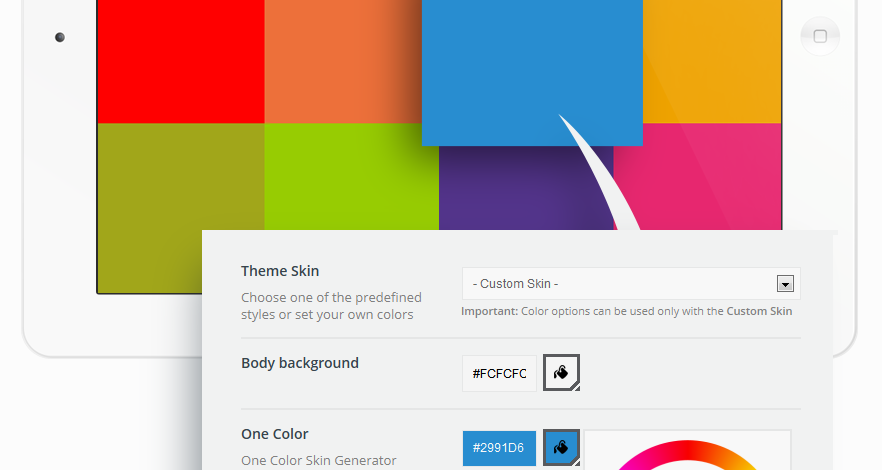 Theme Skin
Choose one of the predefined
styles or set your own colors
- Custom Skin -
Important: Color options can be used only with the Custom Skin
Body background
#FCFCFC
One Color
One Color Skin Generator
#2991D6